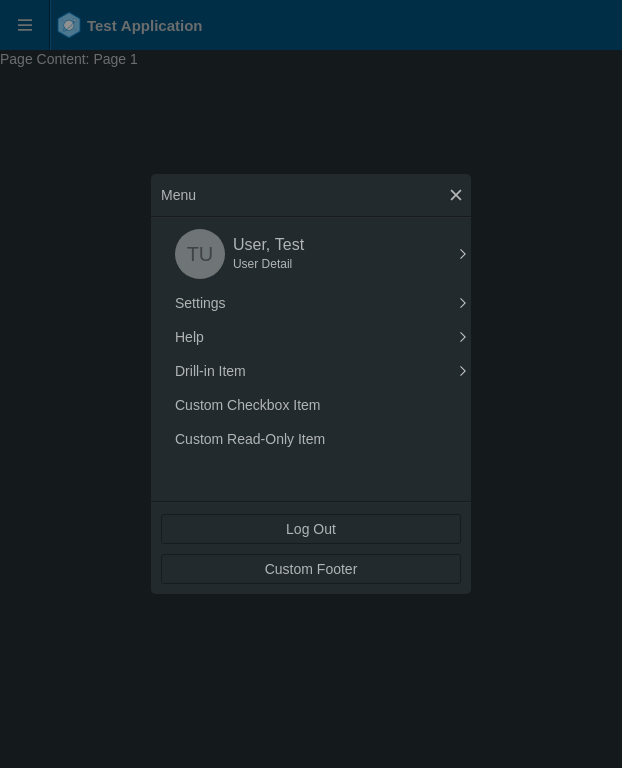 Test Application
Page Content: Page 1
Menu
TU
User, Test
User Detail
Settings
Help
Drill-in Item
Custom Checkbox Item
Custom Read-Only Item
Log Out
Custom Footer